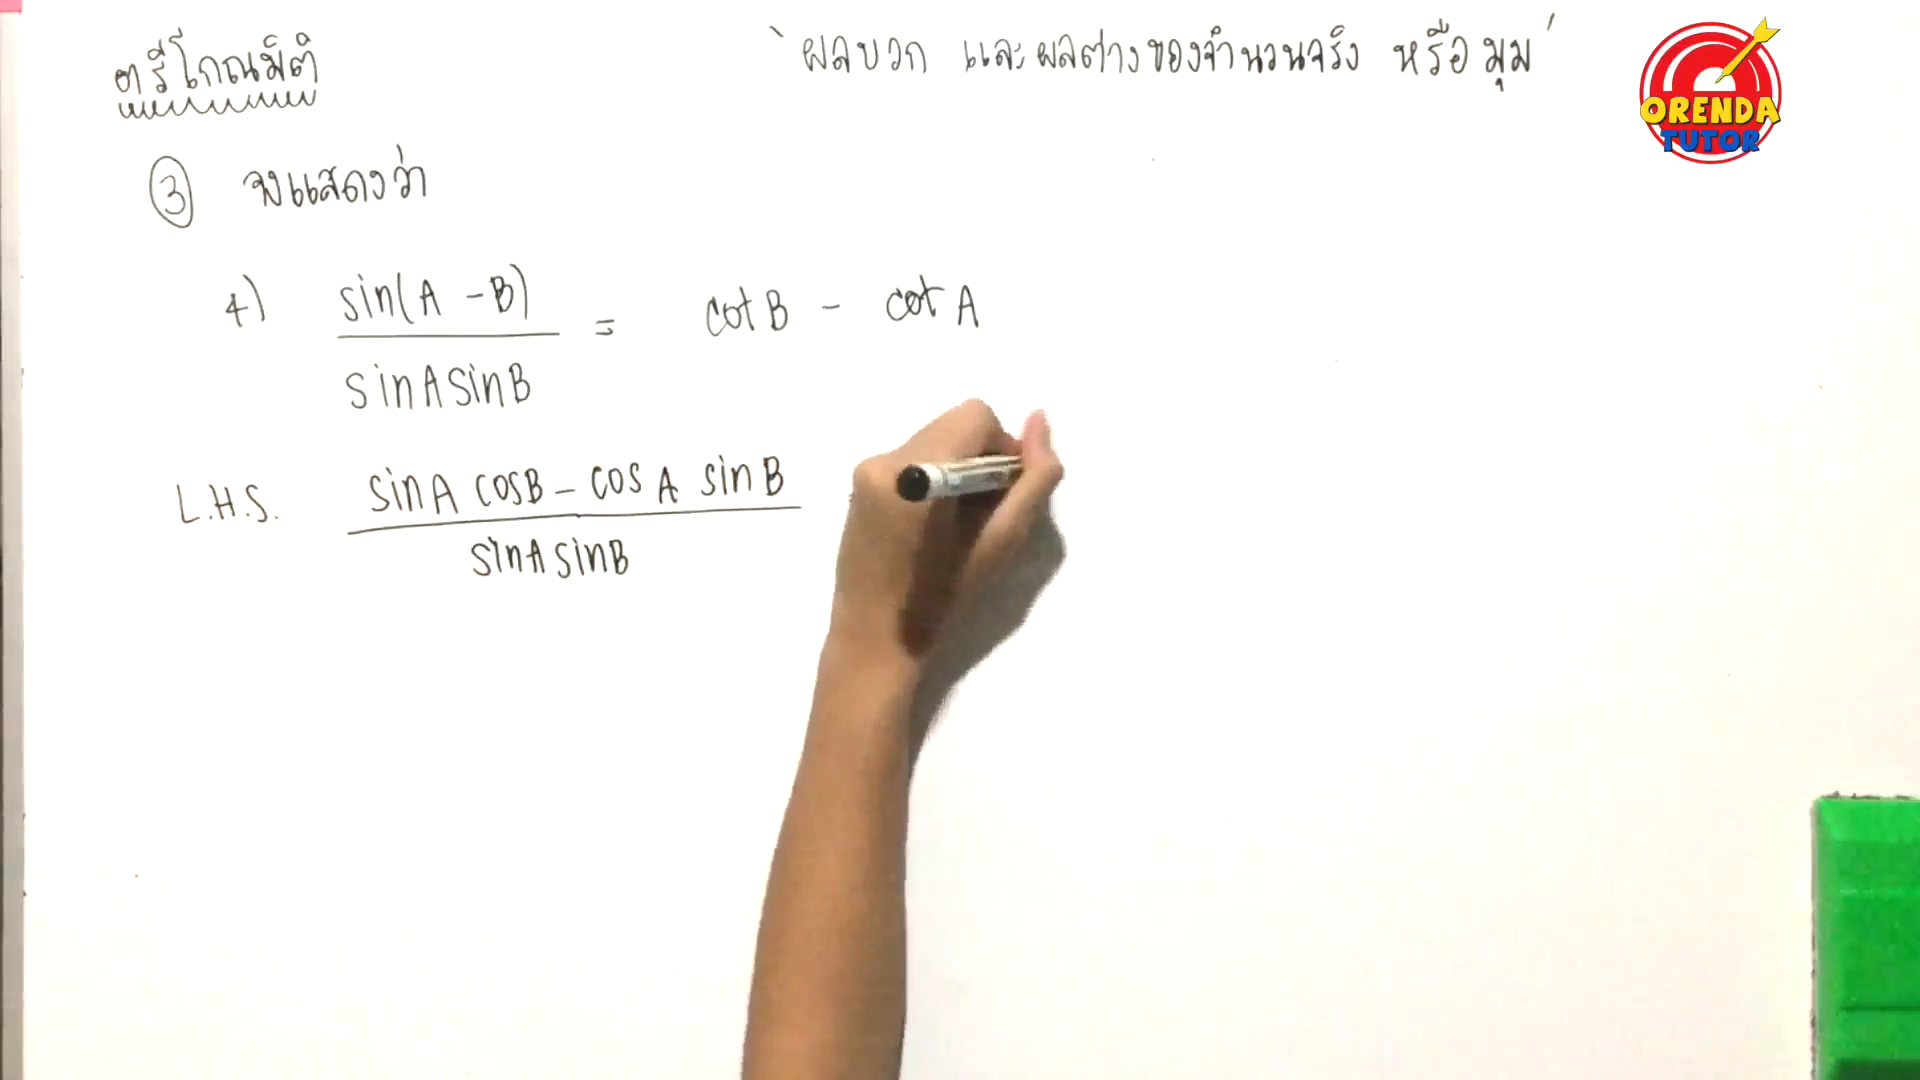 ตรีโกณมิติ
`ผลบวก และผลต่างของจำนวนจริง หรือมุม'
ORENDA
TUTOR
③ จงแสดงว่า
4) sin(A - B) / sinA sinB = cot B - cot A
L.H.S. sin A cos B - cos A sin B / sinA sinB